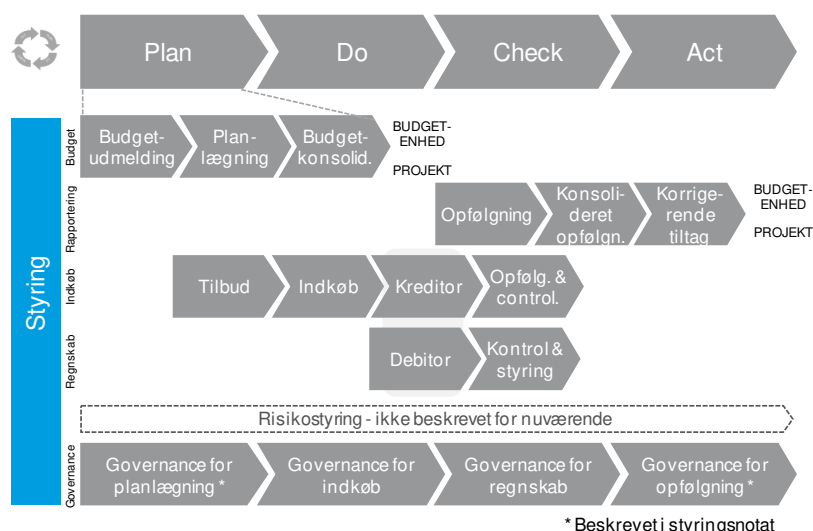 Plan
Do
Check
Act
Styring
Budget
Budget-
udmelding
Plan-
lægning
Budget-
konsolid.
BUDGET-
ENHED
PROJEKT
Rapportering
Opfølgning
Konsoli-
deret
opfølgn.
Korrige-
rende
tiltag
BUDGET-
ENHED
PROJEKT
Indkøb
Tilbud
Indkøb
Kreditor
Opfølg. &
control.
Regnskab
Debitor
Kontrol &
styring
Risikostyring - ikke beskrevet for nuværende
Governance
Governance for
planlægning *
Governance for
indkøb
Governance for
regnskab
Governance for
opfølgning *
* Beskrevet i styringsnotat